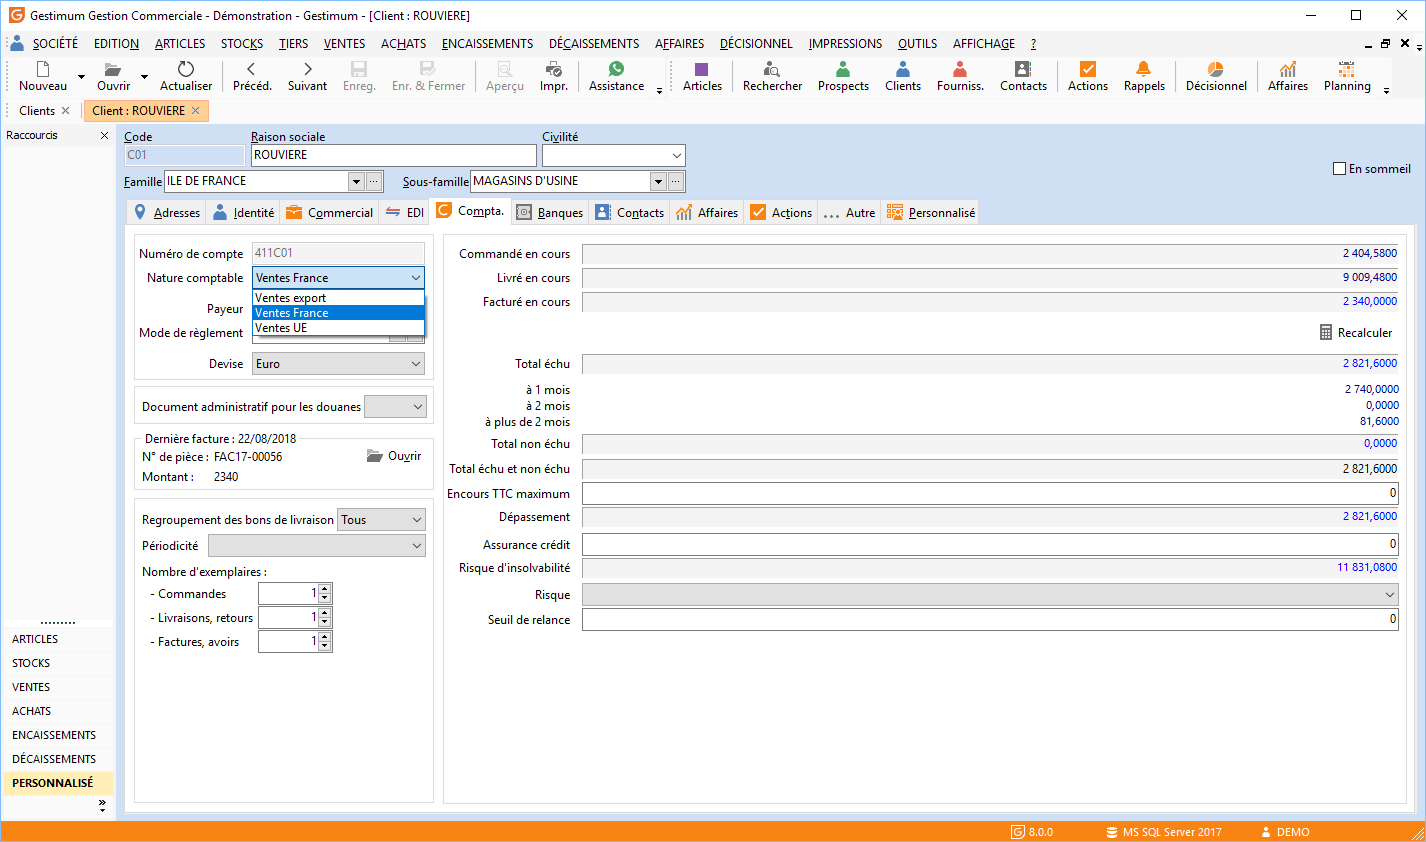 Gestimum Gestion Commerciale - Démonstration - Gestimum - [Client : ROUVIERE]
SOCIÉTÉ EDITION ARTICLES STOCKS TIERS VENTES ACHATS ENCAISSEMENTS DÉCAISSEMENTS AFFAIRES DÉCISIONNEL IMPRESSIONS OUTILS AFFICHAGE ?
Nouveau Ouvrir Actualiser Précéd. Suivant Enreg. Enr. & Fermer Aperçu Impr. Assistance Articles Rechercher Prospects Clients Fourniss. Contacts Actions Rappels Décisionnel Affaires Planning
Clients Client : ROUVIERE
Raccourcis
Code Raison sociale Civilité
C01 ROUVIERE
En sommeil
Famille ILE DE FRANCE Sous-famille MAGASINS D'USINE
Adresses Identité Commercial EDI Compta. Banques Contacts Affaires Actions Autre Personnalisé
Numéro de compte 411C01
Nature comptable Ventes France
Ventes export
Ventes France
Ventes UE
Payeur
Mode de règlement
Devise Euro
Document administratif pour les douanes
Dernière facture : 22/08/2018
N° de pièce : FAC17-00056 Ouvrir
Montant : 2340
Regroupement des bons de livraison Tous
Périodicité
Nombre d'exemplaires :
- Commandes 1
- Livraisons, retours 1
- Factures, avoirs 1
Commandé en cours 2 404,5800
Livré en cours 9 009,4800
Facturé en cours 2 340,0000
Recalculer
Total échu 2 821,6000
à 1 mois 2 740,0000
à 2 mois 0,0000
à plus de 2 mois 81,6000
Total non échu 0,0000
Total échu et non échu 2 821,6000
Encours TTC maximum 0
Dépassement 2 821,6000
Assurance crédit 0
Risque d'insolvabilité 11 831,0800
Risque
Seuil de relance 0
ARTICLES
STOCKS
VENTES
ACHATS
ENCAISSEMENTS
DÉCAISSEMENTS
PERSONNALISÉ
8.0.0 MS SQL Server 2017 DEMO